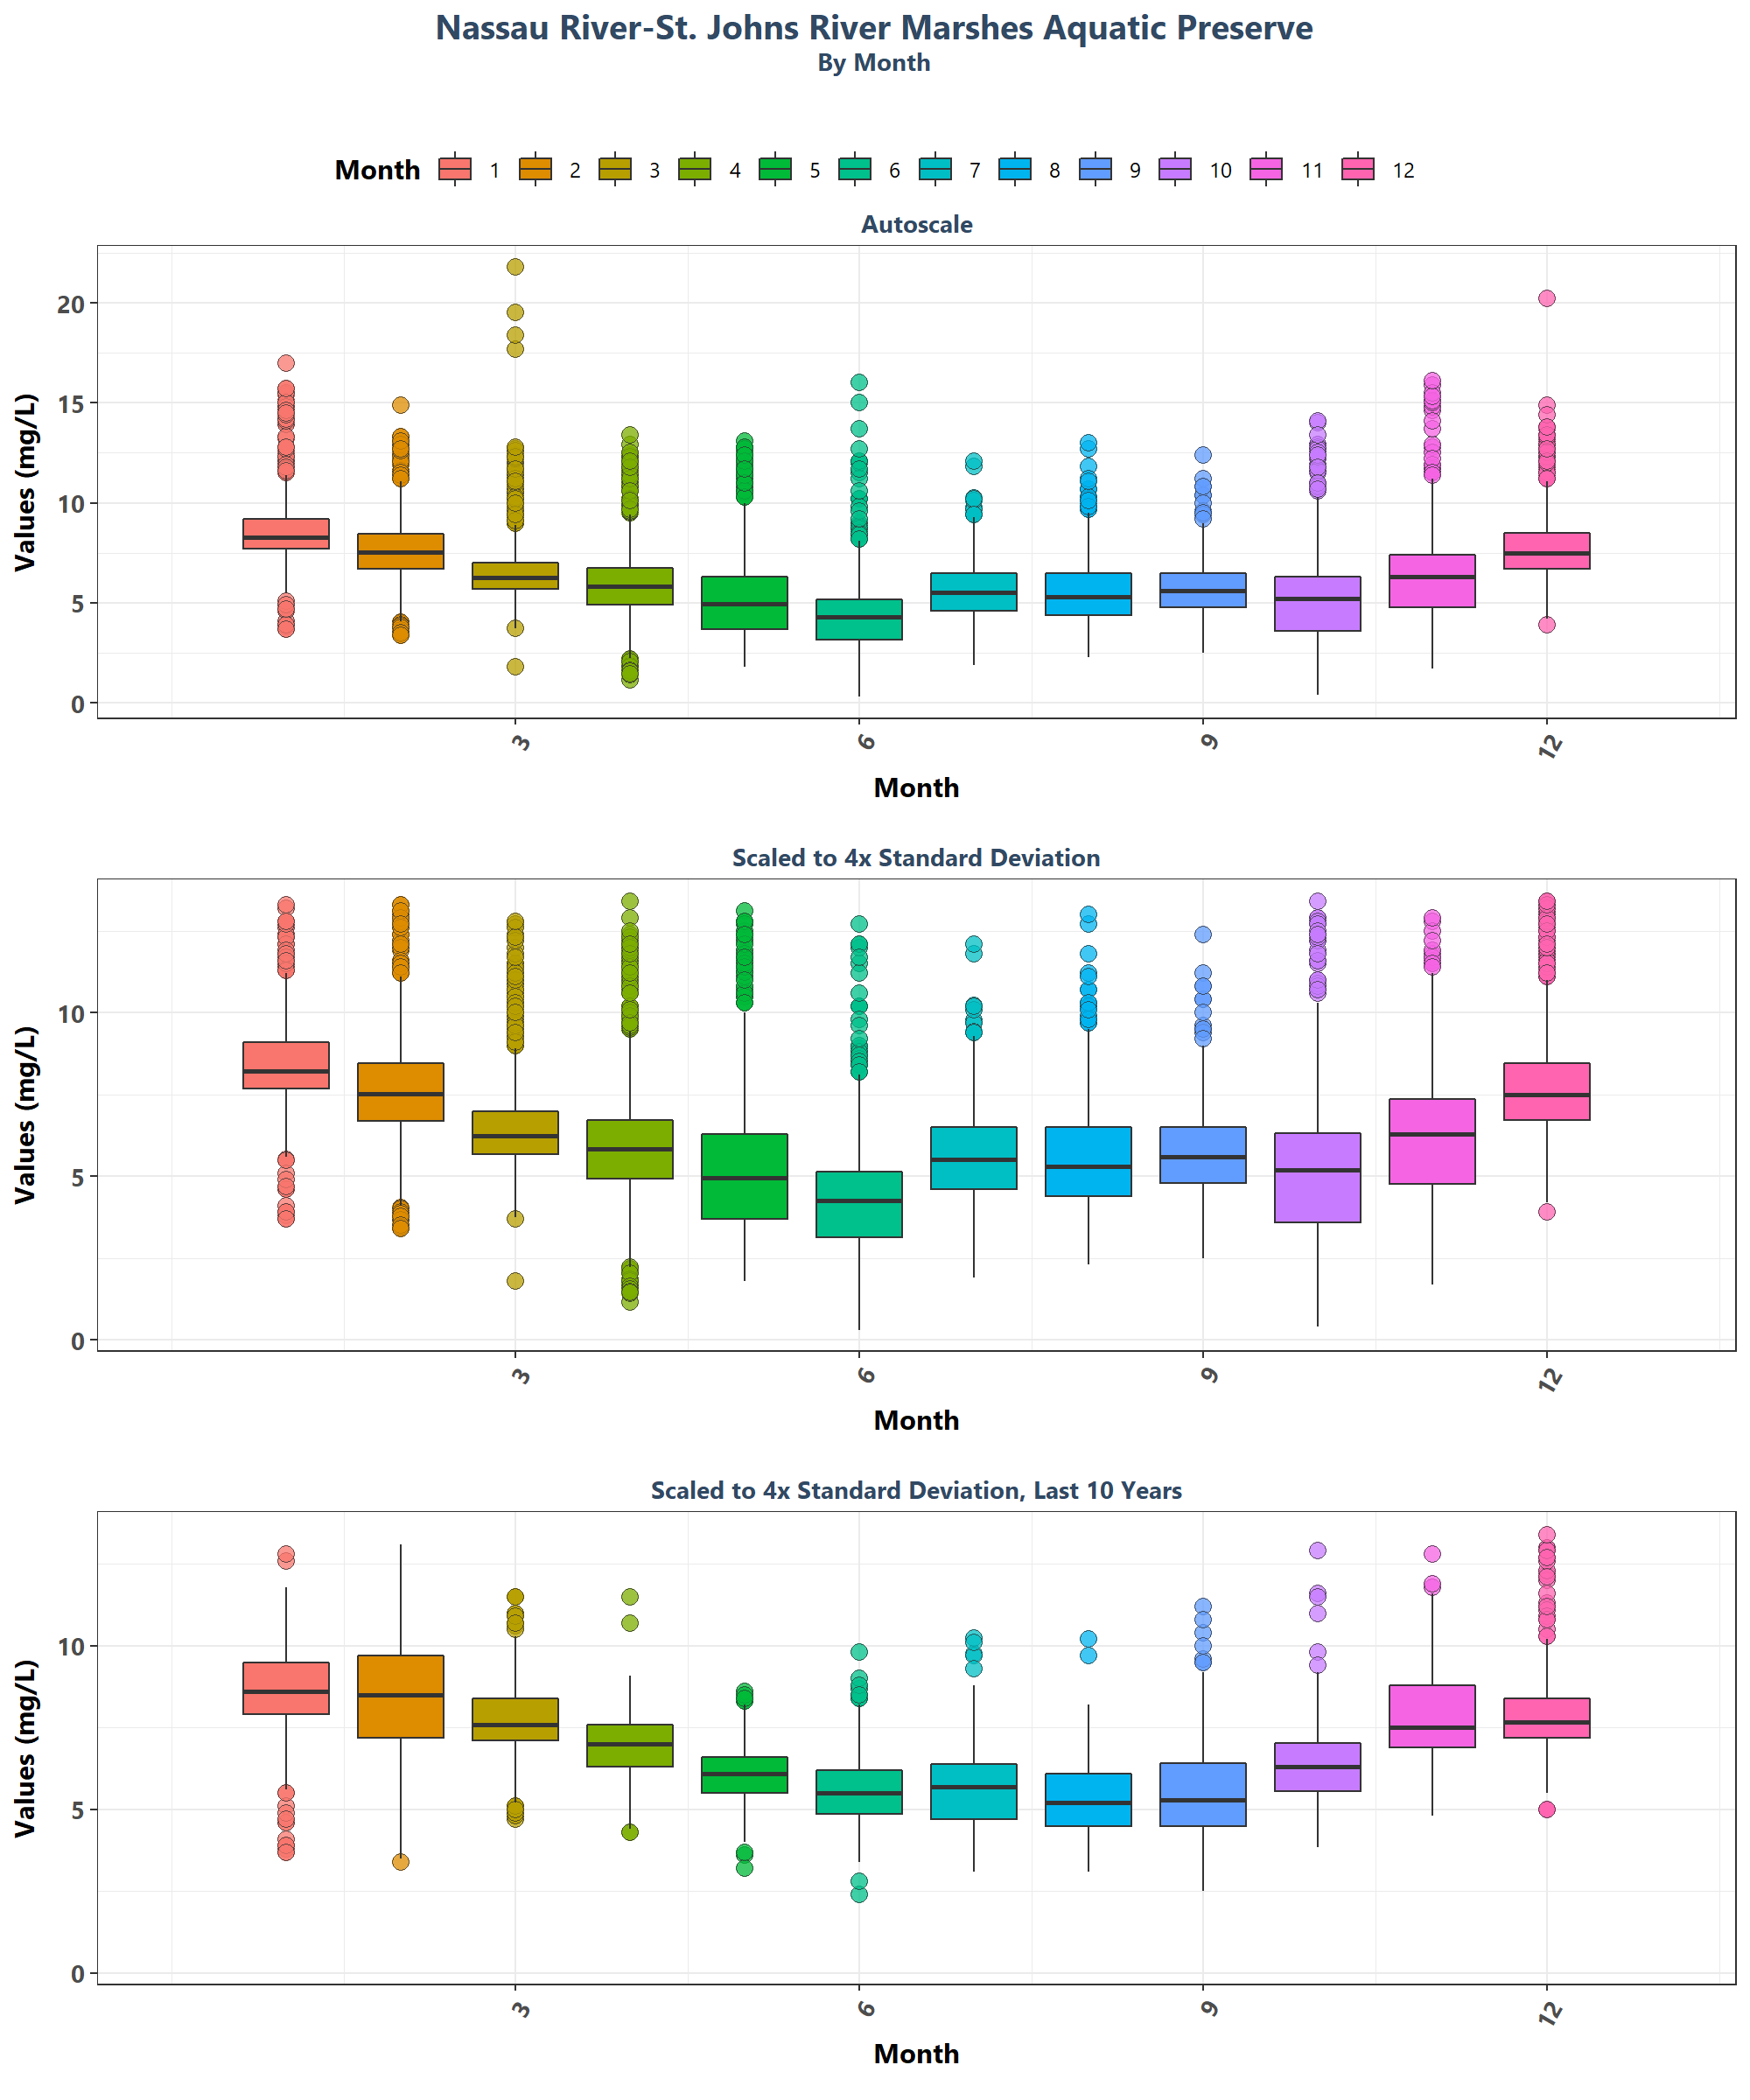 Nassau River-St. Johns River Marshes Aquatic Preserve
By Month
Month 1 2 3 4 5 6 7 8 9 10 11 12
Autoscale
Values (mg/L)
20
15
10
5
0
3 6 9 12
Month
Scaled to 4x Standard Deviation
Values (mg/L)
10
5
0
3 6 9 12
Month
Scaled to 4x Standard Deviation, Last 10 Years
Values (mg/L)
10
5
0
3 6 9 12
Month